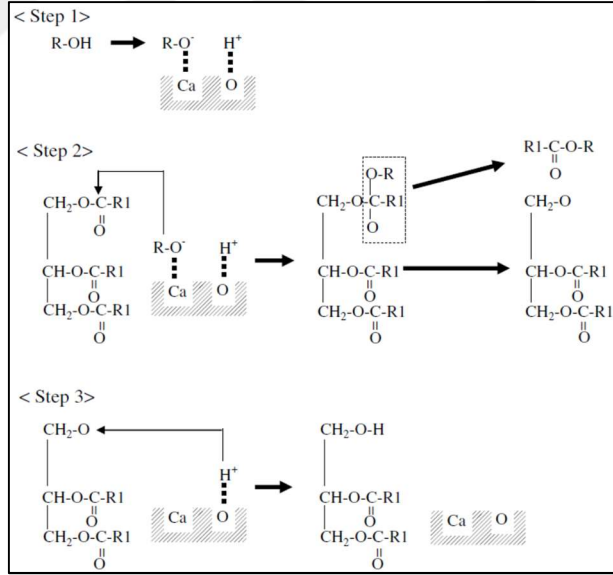 < Step 1>
R-OH R-O⁻ H⁺
Ca O
< Step 2>
R1-C-O-R
O
O-R
CH₂-O-C-R1 CH₂-O-C-R1 CH₂-O
O R-O⁻ H⁺ O
CH-O-C-R1 CH-O-C-R1 CH-O-C-R1
Ca O
O O O
CH₂-O-C-R1 CH₂-O-C-R1 CH₂-O-C-R1
O O O
< Step 3>
CH₂-O CH₂-O-H
H⁺
CH-O-C-R1 CH-O-C-R1
O Ca O O Ca O
CH₂-O-C-R1 CH₂-O-C-R1
O O